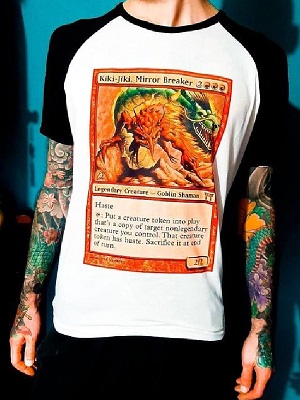 Kiki-Jiki, Mirror Breaker 2
Legendary Creature — Goblin Shaman
Haste
: Put a creature token into play
that's a copy of target nonlegendary
creature you control. That creature
token has haste. Sacrifice it at end
of turn.
2/2